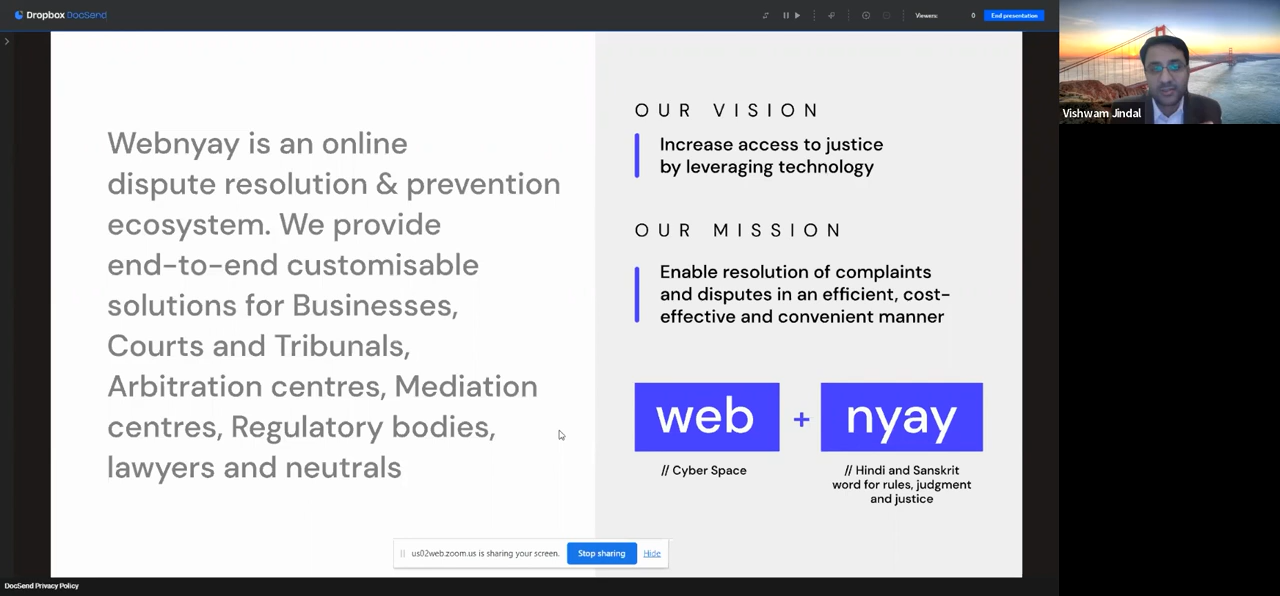 Dropbox DocSend
Viewers: 0
End presentation
Webnyay is an online
dispute resolution & prevention
ecosystem. We provide
end-to-end customisable
solutions for Businesses,
Courts and Tribunals,
Arbitration centres, Mediation
centres, Regulatory bodies,
lawyers and neutrals
OUR VISION
Increase access to justice
by leveraging technology
OUR MISSION
Enable resolution of complaints
and disputes in an efficient, cost-
effective and convenient manner
web + nyay
// Cyber Space
// Hindi and Sanskrit
word for rules, judgment
and justice
us02web.zoom.us is sharing your screen.
Stop sharing
Hide
DocSend Privacy Policy
Vishwam Jindal